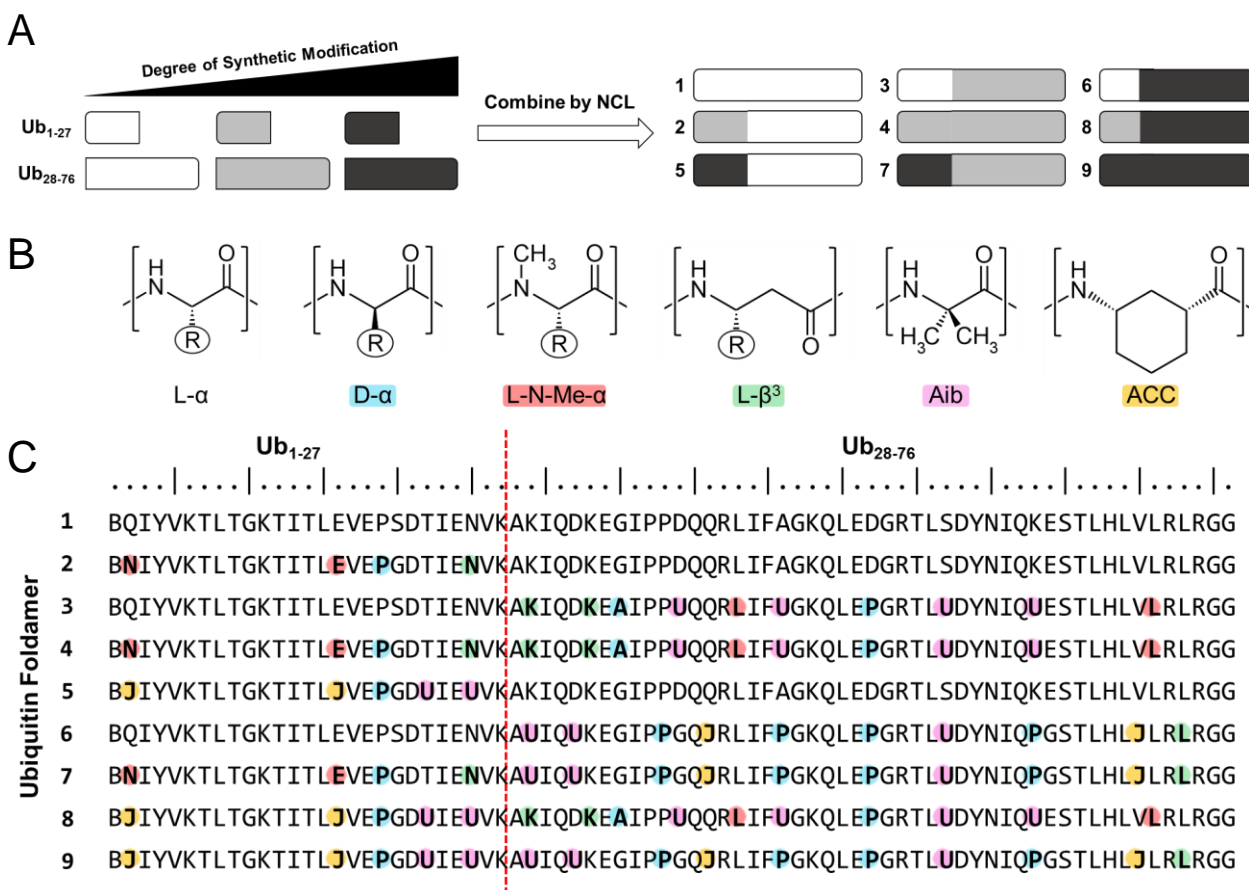 A
Degree of Synthetic Modification
Ub1-27
Ub28-76
Combine by NCL
1 3 6
2 4 8
5 7 9
B
H N O R
H N O R
CH3 N O R
H N R O
H N O H3C CH3
H N O
L-α D-α L-N-Me-α L-β³ Aib ACC
C
Ub1-27 Ub28-76
Ubiquitin Foldamer
1 BQIYVKTLTGKTITLEVEPSDTIENVKAKIQDKEGIPPDQQRLIFAGKQLEDGRTLSDYNIQKESTLHLVLRLRGG
2 BNIYVKTLTGKTITLEVEPGDTIENVKAKIQDKEGIPPDQQRLIFAGKQLEDGRTLSDYNIQKESTLHLVLRLRGG
3 BQIYVKTLTGKTITLEVEPSDTIENVKAKIQDKEAIPPUQQRLIFUGKQLEPGRTLUDYNIQUESTLHLVLRLRGG
4 BNIYVKTLTGKTITLEVEPGDTIENVKAKIQDKEAIPPUQQRLIFUGKQLEPGRTLUDYNIQUESTLHLVLRLRGG
5 BJIYVKTLTGKTITLJVEPGDUIEUVKAKIQDKEGIPPDQQRLIFAGKQLEDGRTLSDYNIQKESTLHLVLRLRGG
6 BQIYVKTLTGKTITLEVEPSDTIENVKAUIQUKEGIPPGQJRLIFPGKQLEPGRTLUDYNIQPGSTLHLJLRLRGG
7 BNIYVKTLTGKTITLEVEPGDTIENVKAUIQUKEGIPPGQJRLIFPGKQLEPGRTLUDYNIQPGSTLHLJLRLRGG
8 BJIYVKTLTGKTITLJVEPGDUIEUVKAKIQDKEAIPPUQQRLIFUGKQLEPGRTLUDYNIQUESTLHLVLRLRGG
9 BJIYVKTLTGKTITLJVEPGDUIEUVKAUIQUKEGIPPGQJRLIFPGKQLEPGRTLUDYNIQPGSTLHLJLRLRGG